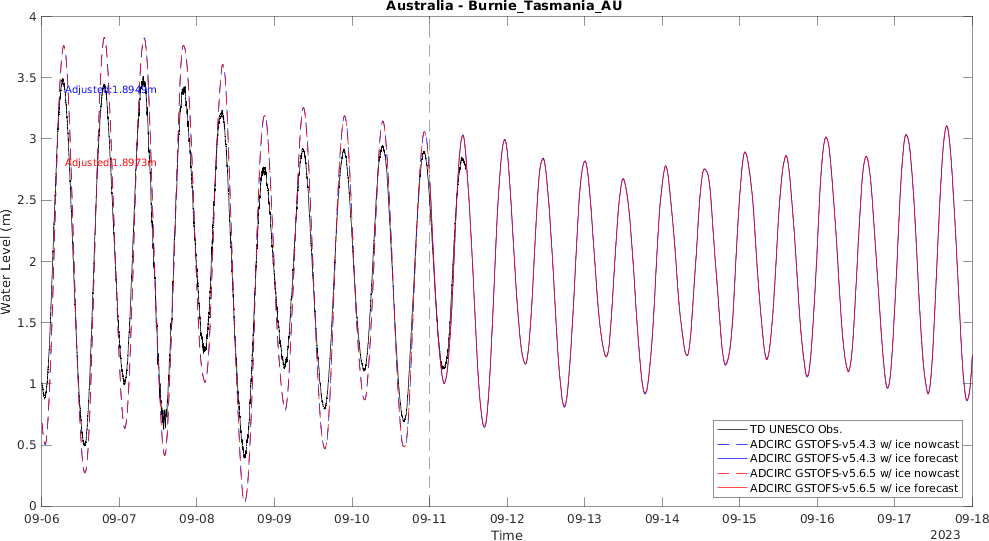 Australia - Burnie_Tasmania_AU
4
3.5
3
2.5
2
1.5
1
0.5
0
Water Level (m)
Adjusted:1.8973m
TD UNESCO Obs.
ADCIRC GSTOFS-v5.4.3 w/ ice nowcast
ADCIRC GSTOFS-v5.4.3 w/ ice forecast
ADCIRC GSTOFS-v5.6.5 w/ ice nowcast
ADCIRC GSTOFS-v5.6.5 w/ ice forecast
09-06 09-07 09-08 09-09 09-10 09-11 09-12 09-13 09-14 09-15 09-16 09-17 09-18
Time
2023